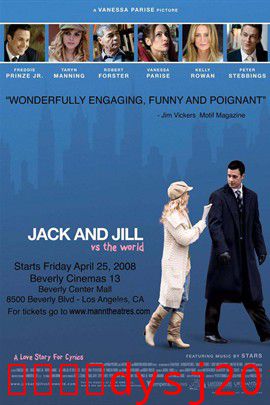 A VANESSA PARISE PICTURE
FREDDIE PRINZE JR.
TARYN MANNING
ROBERT FORSTER
VANESSA PARISE
KELLY ROWAN
PETER STEBBINGS
"WONDERFULLY ENGAGING, FUNNY AND POIGNANT"
- Jim Vickers Motif Magazine
JACK AND JILL
vs the world
Starts Friday April 25, 2008
Beverly Cinemas 13
Beverly Center Mall
8500 Beverly Blvd - Los Angeles, CA
For tickets go to www.manntheatres.com
FEATURING MUSIC BY STARS
A Love Story For Cynics
dysj20